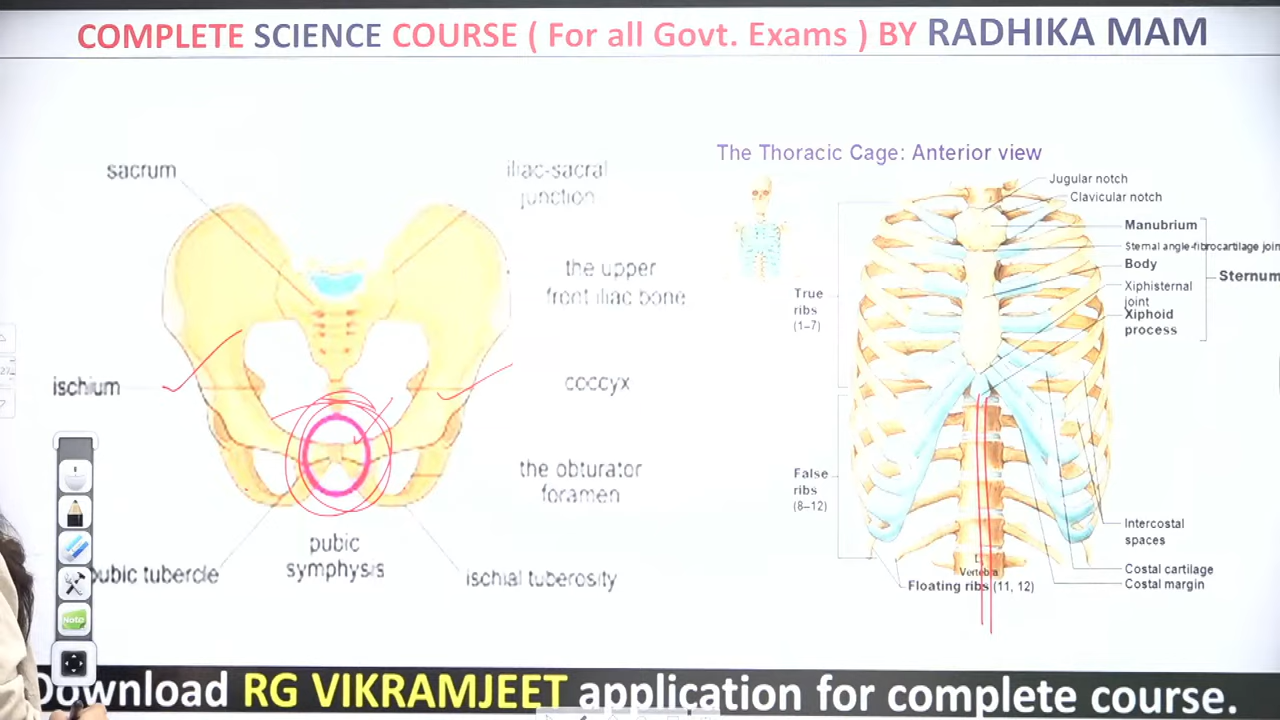 COMPLETE SCIENCE COURSE ( For all Govt. Exams ) BY RADHIKA MAM
sacrum
iliac-sacral
junction
the upper
front iliac bone
ischium
coccyx
the obturator
foramen
pubic
symphysis
pubic tubercle
ischial tuberosity
The Thoracic Cage: Anterior view
Jugular notch
Clavicular notch
Manubrium
Sternal angle-fibrocartilage join
Body
Sternum
Xiphisternal
joint
Xiphoid
process
True
ribs
(1–7)
False
ribs
(8–12)
Intercostal
spaces
Vertebra
Costal cartilage
Floating ribs (11, 12)
Costal margin
Note
Download RG VIKRAMJEET application for complete course.